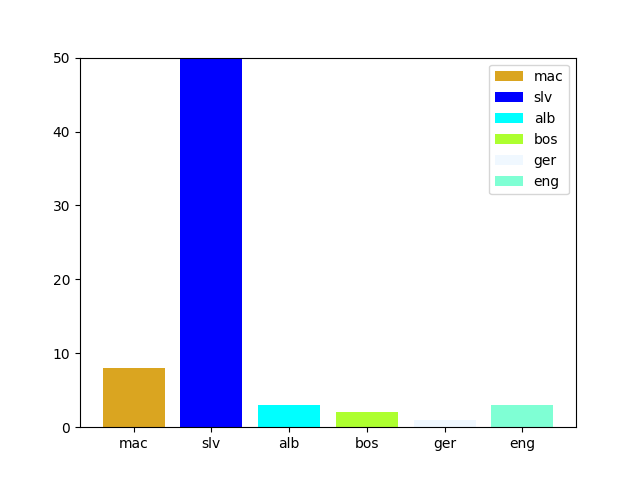 50
40
30
20
10
0
mac slv alb bos ger eng
mac
slv
alb
bos
ger
eng